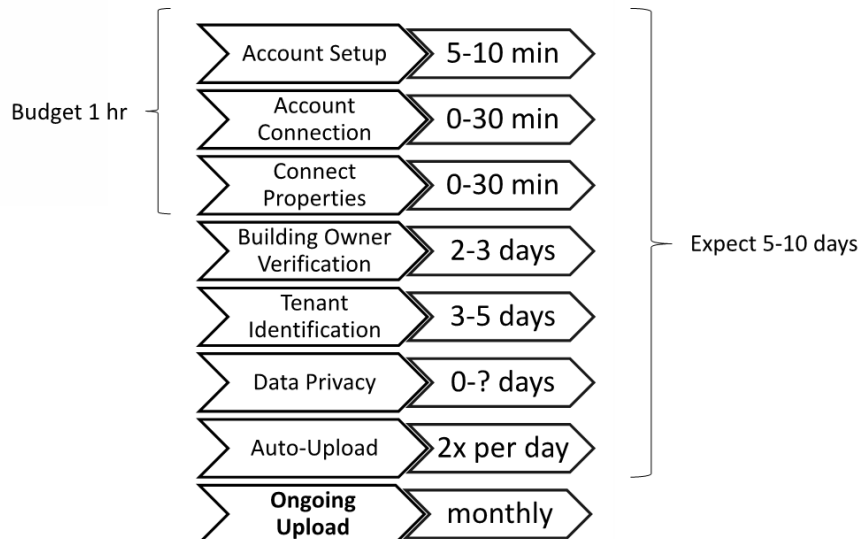 Account Setup
5-10 min
Budget 1 hr
Account
Connection
0-30 min
Connect
Properties
0-30 min
Building Owner
Verification
2-3 days
Expect 5-10 days
Tenant
Identification
3-5 days
Data Privacy
0-? days
Auto-Upload
2x per day
Ongoing
Upload
monthly